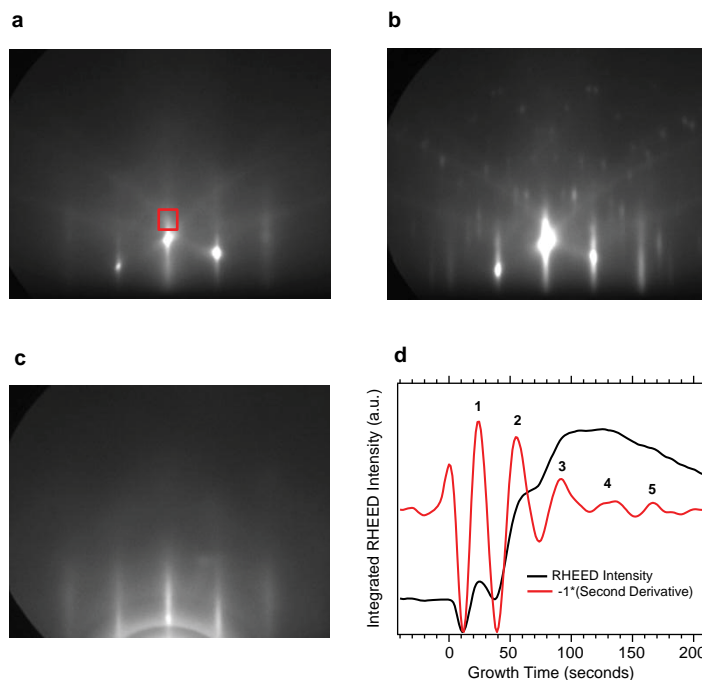 a
b
c
d
Integrated RHEED Intensity (a.u.)
1
2
3
4
5
RHEED Intensity
-1*(Second Derivative)
0
50
100
150
200
Growth Time (seconds)